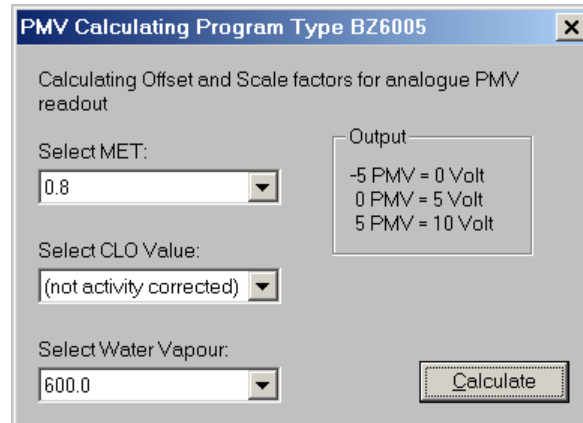 PMV Calculating Program Type BZ6005
Calculating Offset and Scale factors for analogue PMV
readout
Select MET:
0.8
Output
-5 PMV = 0 Volt
0 PMV = 5 Volt
5 PMV = 10 Volt
Select CLO Value:
(not activity corrected)
Select Water Vapour:
600.0
Calculate